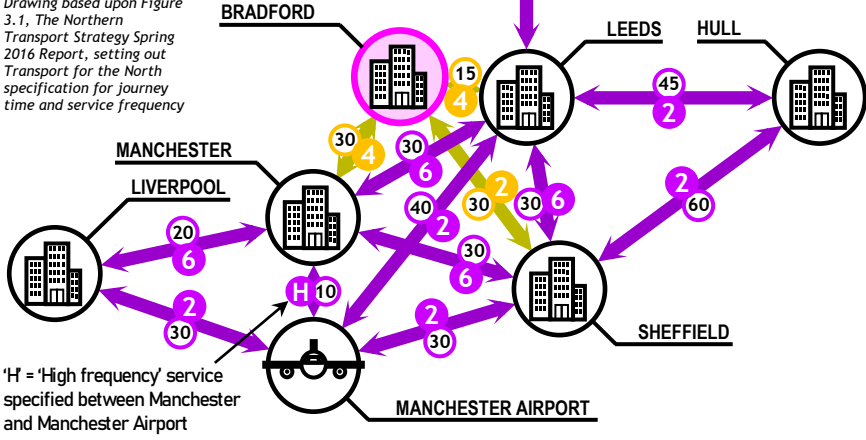 Drawing based upon Figure
3.1, The Northern
Transport Strategy Spring
2016 Report, setting out
Transport for the North
specification for journey
time and service frequency
BRADFORD
LEEDS
HULL
15
4
45
2
30
4
30
6
MANCHESTER
LIVERPOOL
2
30
30
6
2
60
40
2
20
6
30
6
H
10
2
30
2
30
SHEFFIELD
'H' = 'High frequency' service
specified between Manchester
and Manchester Airport
MANCHESTER AIRPORT